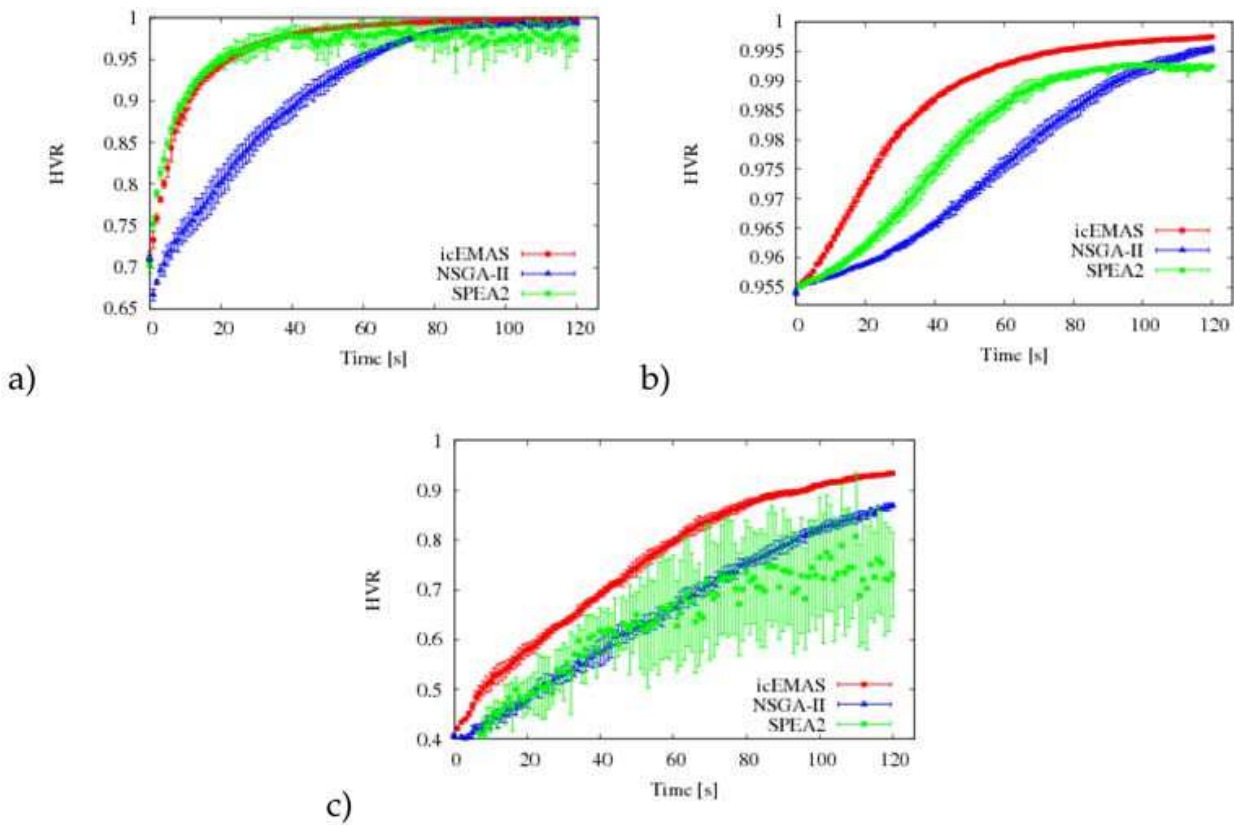 1
0.95
0.9
0.85
0.8
0.75
0.7
0.65
HVR
icEMAS
NSGA-II
SPEA2
0 20 40 60 80 100 120
Time [s]
a)
1
0.995
0.99
0.985
0.98
0.975
0.97
0.965
0.96
0.955
HVR
icEMAS
NSGA-II
SPEA2
0 20 40 60 80 100 120
Time [s]
b)
1
0.9
0.8
0.7
0.6
0.5
0.4
HVR
icEMAS
NSGA-II
SPEA2
0 20 40 60 80 100 120
Time [s]
c)